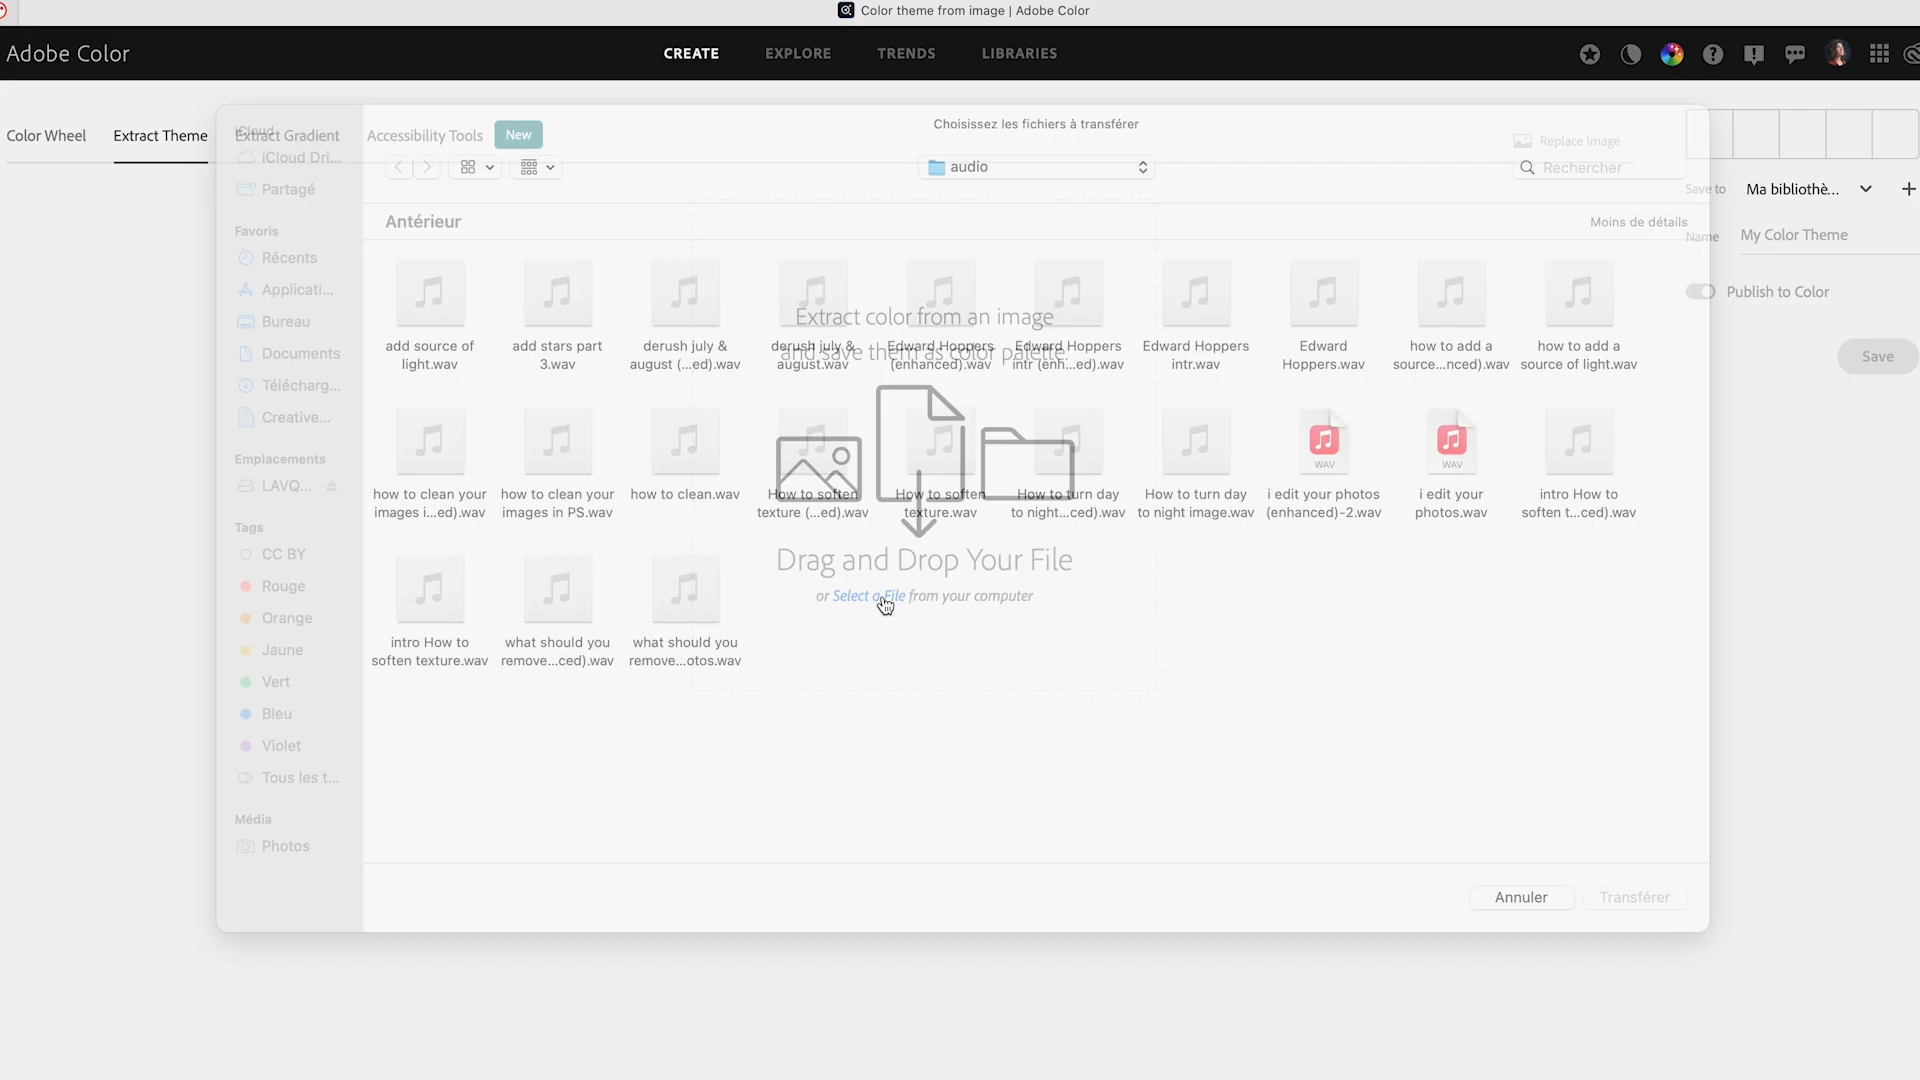 Color theme from image | Adobe Color
Adobe Color
CREATE
EXPLORE
TRENDS
LIBRARIES
Color Wheel
Extract Theme
Extract Gradient
Accessibility Tools
New
Choisissez les fichiers à transférer
Replace Image
audio
Rechercher
iCloud
iCloud Dri...
Partagé
Favoris
Récents
Applicati...
Bureau
Documents
Télécharg...
Creative...
Emplacements
LAVQ...
Tags
CC BY
Rouge
Orange
Jaune
Vert
Bleu
Violet
Tous les t...
Média
Photos
Antérieur
Moins de détails
add source of
light.wav
add stars part
3.wav
derush july &
august (...ed).wav
derush july &
august.wav
Edward Hoppers
(enhanced).wav
Edward Hoppers
intr (enh...ed).wav
Edward Hoppers
intr.wav
Edward
Hoppers.wav
how to add a
source...nced).wav
how to add a
source of light.wav
how to clean your
images i...ed).wav
how to clean your
images in PS.wav
how to clean.wav
How to soften
texture (...ed).wav
How to soften
texture.wav
How to turn day
to night...ced).wav
How to turn day
to night image.wav
WAV
i edit your photos
(enhanced)-2.wav
WAV
i edit your
photos.wav
intro How to
soften t...ced).wav
intro How to
soften texture.wav
what should you
remove...ced).wav
what should you
remove...otos.wav
Extract color from an image
and save them as color palette.
Drag and Drop Your File
or Select a File from your computer
Annuler
Transférer
Save to
Ma bibliothè...
Name
My Color Theme
Publish to Color
Save